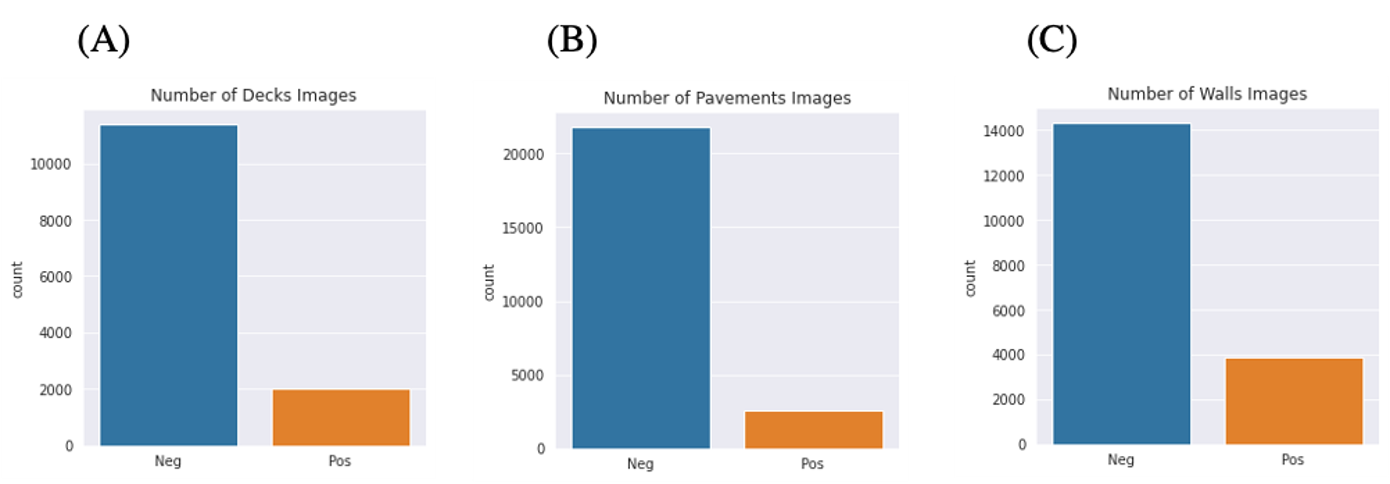 (A)
Number of Decks Images
count
10000
8000
6000
4000
2000
0
Neg Pos
(B)
Number of Pavements Images
count
20000
15000
10000
5000
0
Neg Pos
(C)
Number of Walls Images
count
14000
12000
10000
8000
6000
4000
2000
0
Neg Pos